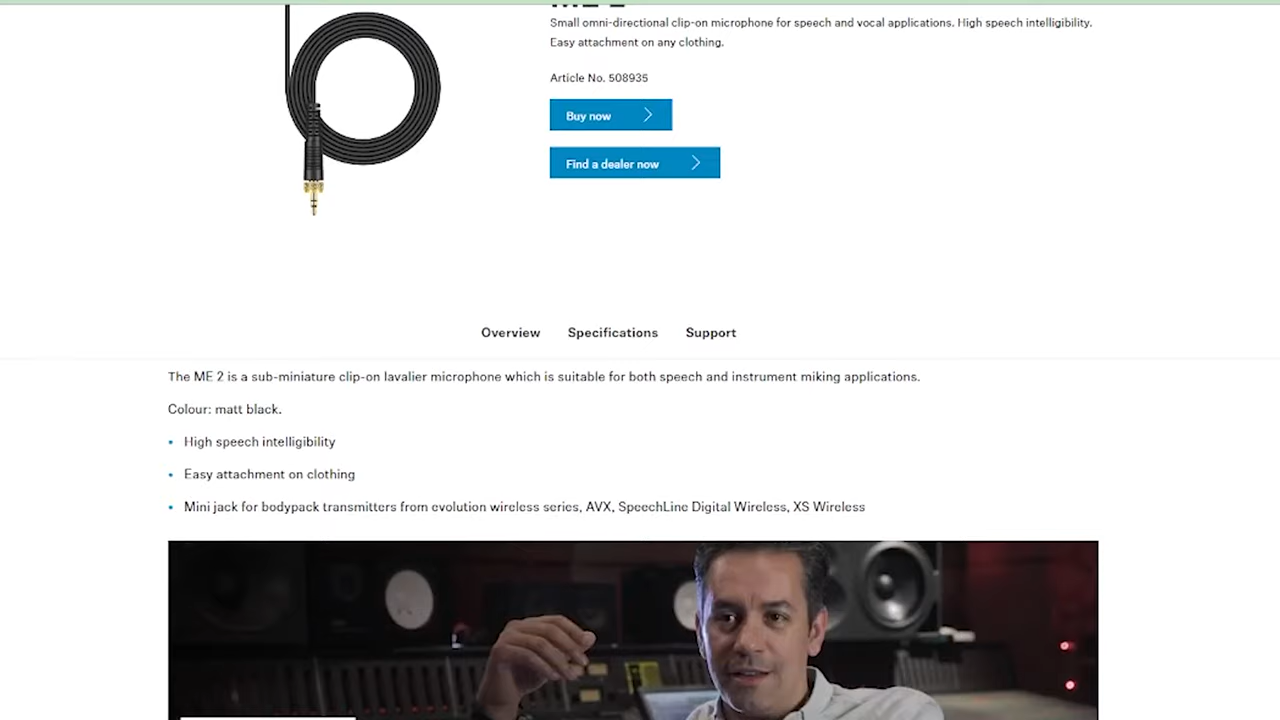 Small omni-directional clip-on microphone for speech and vocal applications. High speech intelligibility.
Easy attachment on any clothing.
Article No. 508935
Buy now
Find a dealer now
Overview Specifications Support
The ME 2 is a sub-miniature clip-on lavalier microphone which is suitable for both speech and instrument miking applications.
Colour: matt black.
• High speech intelligibility
• Easy attachment on clothing
• Mini jack for bodypack transmitters from evolution wireless series, AVX, SpeechLine Digital Wireless, XS Wireless